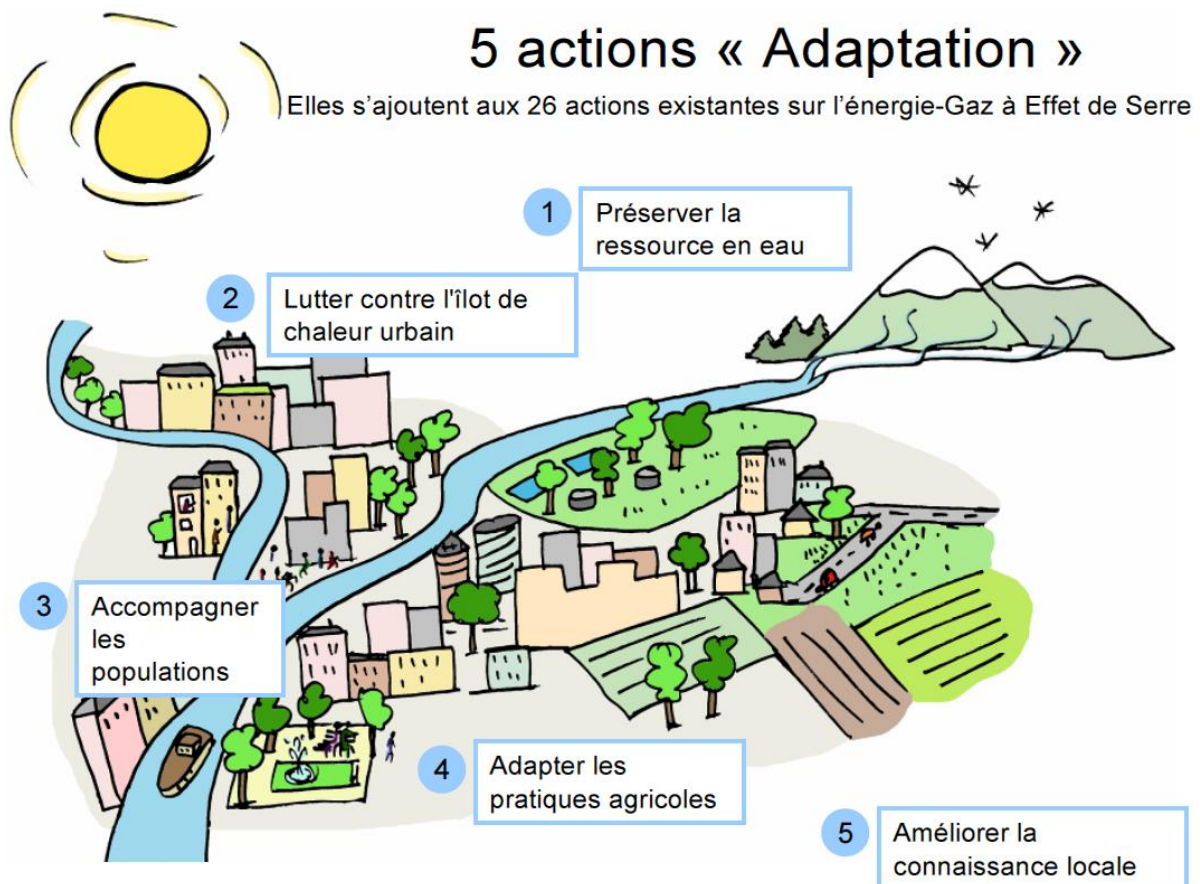 5 actions « Adaptation »
Elles s’ajoutent aux 26 actions existantes sur l’énergie-Gaz à Effet de Serre
1
Préserver la
ressource en eau
2
Lutter contre l'îlot de
chaleur urbain
3
Accompagner
les
populations
4
Adapter les
pratiques agricoles
5
Améliorer la
connaissance locale